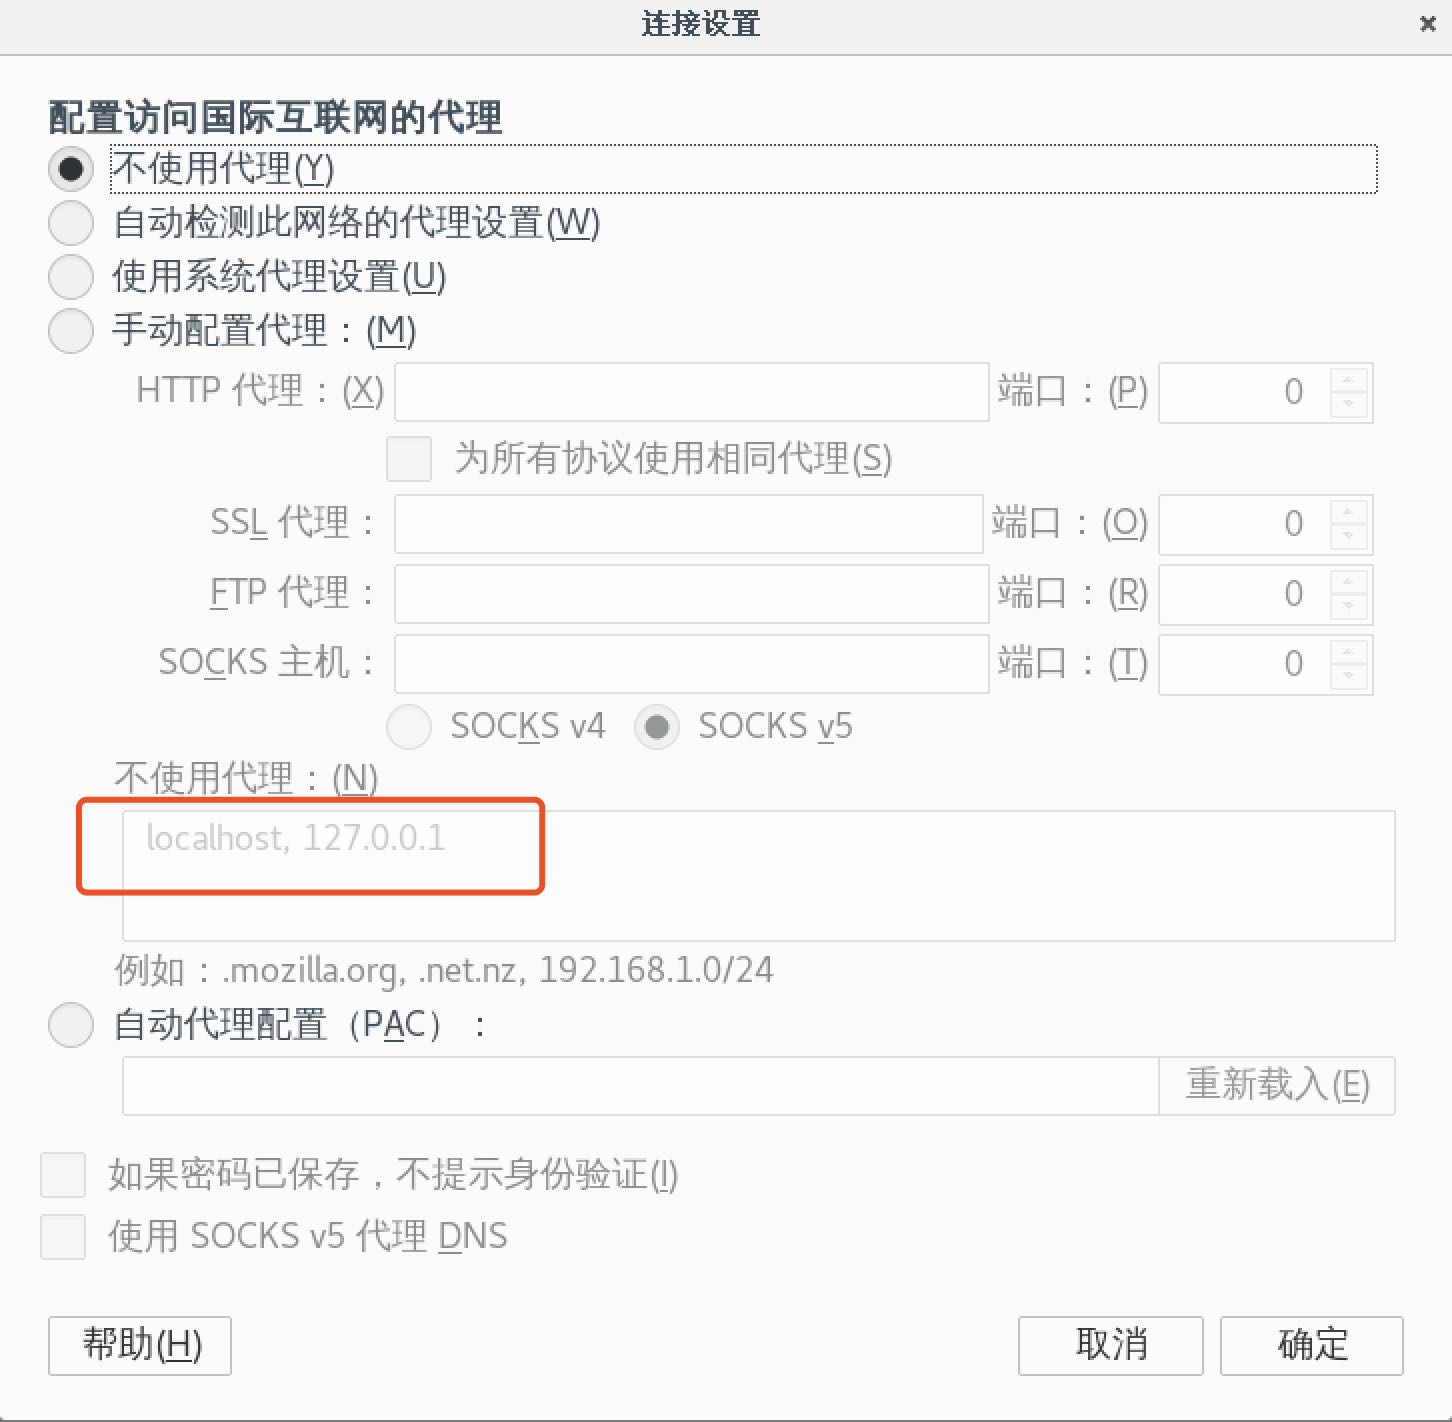 连接设置
配置访问国际互联网的代理
不使用代理(Y)
自动检测此网络的代理设置(W)
使用系统代理设置(U)
手动配置代理：(M)
HTTP 代理：(X) 端口：(P) 0
为所有协议使用相同代理(S)
SSL 代理： 端口：(O) 0
FTP 代理： 端口：(R) 0
SOCKS 主机： 端口：(T) 0
SOCKS v4 SOCKS v5
不使用代理：(N)
localhost, 127.0.0.1
例如：.mozilla.org, .net.nz, 192.168.1.0/24
自动代理配置（PAC）：
重新载入(E)
如果密码已保存，不提示身份验证(I)
使用 SOCKS v5 代理 DNS
帮助(H) 取消 确定